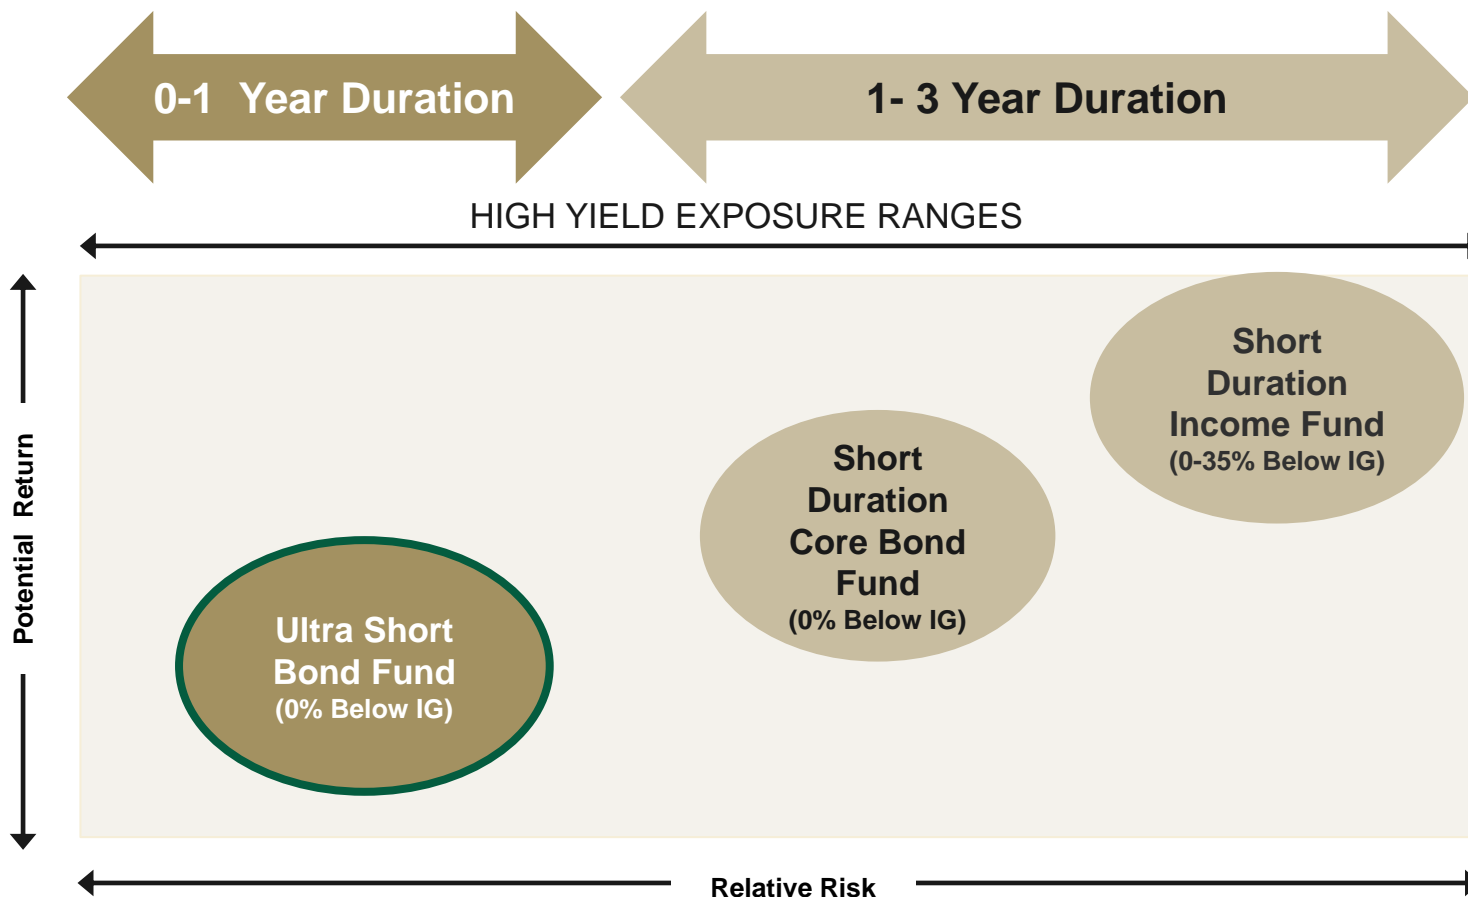 0-1 Year Duration
1- 3 Year Duration
HIGH YIELD EXPOSURE RANGES
Potential Return
Short
Duration
Income Fund
(0-35% Below IG)
Short
Duration
Core Bond
Fund
(0% Below IG)
Ultra Short
Bond Fund
(0% Below IG)
Relative Risk